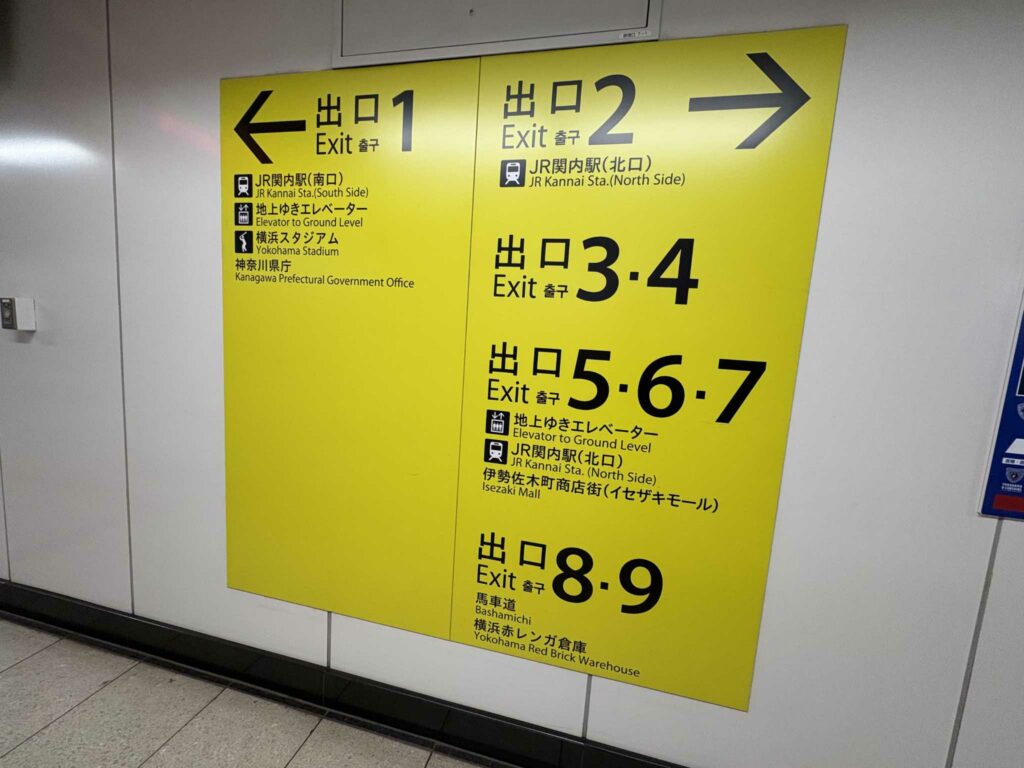 出口 1
Exit 출구
JR関内駅(南口)
JR Kannai Sta.(South Side)
地上ゆきエレベーター
Elevator to Ground Level
横浜スタジアム
Yokohama Stadium
神奈川県庁
Kanagawa Prefectural Government Office
出口 2
Exit 출구
JR関内駅(北口)
JR Kannai Sta.(North Side)
出口 3・4
Exit 출구
出口 5・6・7
Exit 출구
地上ゆきエレベーター
Elevator to Ground Level
JR関内駅(北口)
JR Kannai Sta. (North Side)
伊勢佐木町商店街(イセザキモール)
Isezaki Mall
出口 8・9
Exit 출구
馬車道
Bashamichi
横浜赤レンガ倉庫
Yokohama Red Brick Warehouse